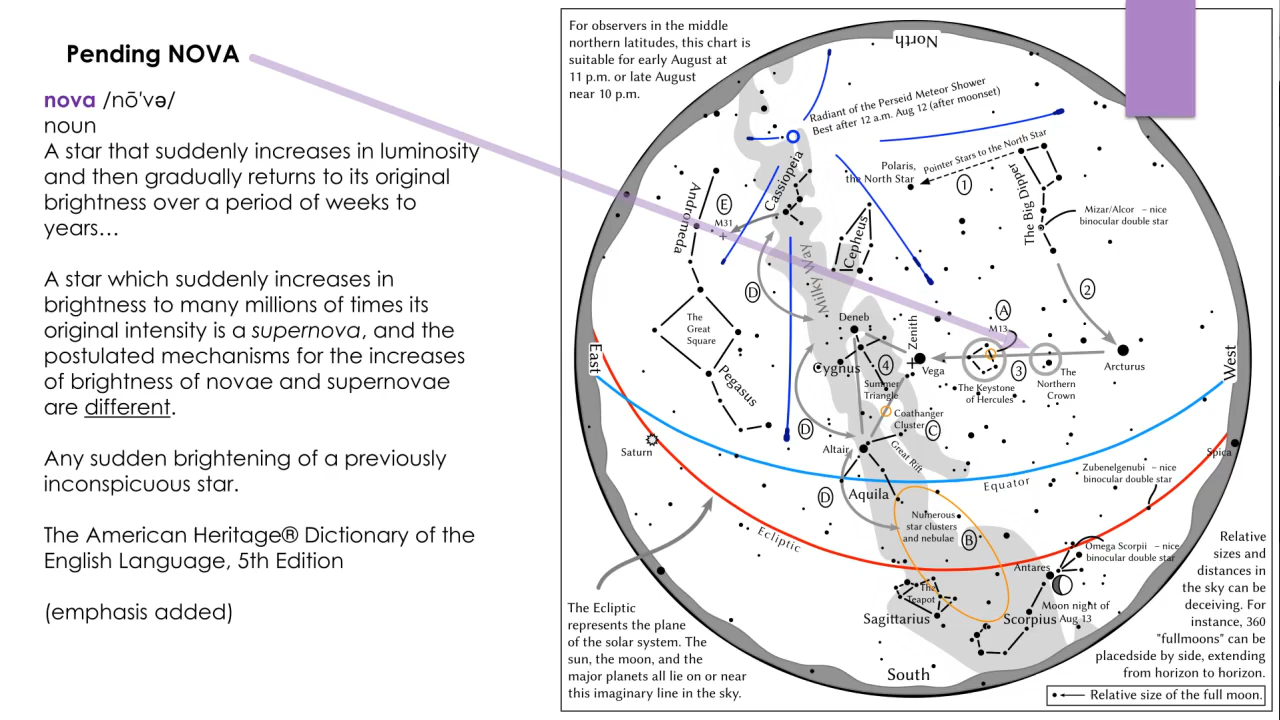 Pending NOVA
nova /nō′və/
noun
A star that suddenly increases in luminosity
and then gradually returns to its original
brightness over a period of weeks to
years…
A star which suddenly increases in
brightness to many millions of times its
original intensity is a supernova, and the
postulated mechanisms for the increases
of brightness of novae and supernovae
are different.
Any sudden brightening of a previously
inconspicuous star.
The American Heritage® Dictionary of the
English Language, 5th Edition
(emphasis added)
For observers in the middle
northern latitudes, this chart is
suitable for early August at
11 p.m. or late August
near 10 p.m.
North
Radiant of the Perseid Meteor Shower
Best after 12 a.m. Aug 12 (after moonset)
Polaris,
the North Star
Pointer Stars to the North Star
1
The Big Dipper
Mizar/Alcor – nice
binocular double star
2
Cassiopeia
Andromeda
E
M31
+
Cepheus
Milky Way
D
The
Great
Square
Pegasus
Deneb
Zenith
+
Cygnus
4
Summer
Triangle
Vega
A
M13
3
The Keystone
of Hercules
The
Northern
Crown
Arcturus
East
West
Coathanger
Cluster
C
D
Altair
Great Rift
Saturn
Spica
D
Aquila
Equator
Zubenelgenubi – nice
binocular double star
Ecliptic
Numerous
star clusters
and nebulae
B
Omega Scorpii – nice
binocular double star
Antares
The
Teapot
Sagittarius
Scorpius
Moon night of
Aug 13
South
The Ecliptic
represents the plane
of the solar system. The
sun, the moon, and the
major planets all lie on or near
this imaginary line in the sky.
Relative
sizes and
distances in
the sky can be
deceiving. For
instance, 360
"fullmoons" can be
placedside by side, extending
from horizon to horizon.
Relative size of the full moon.